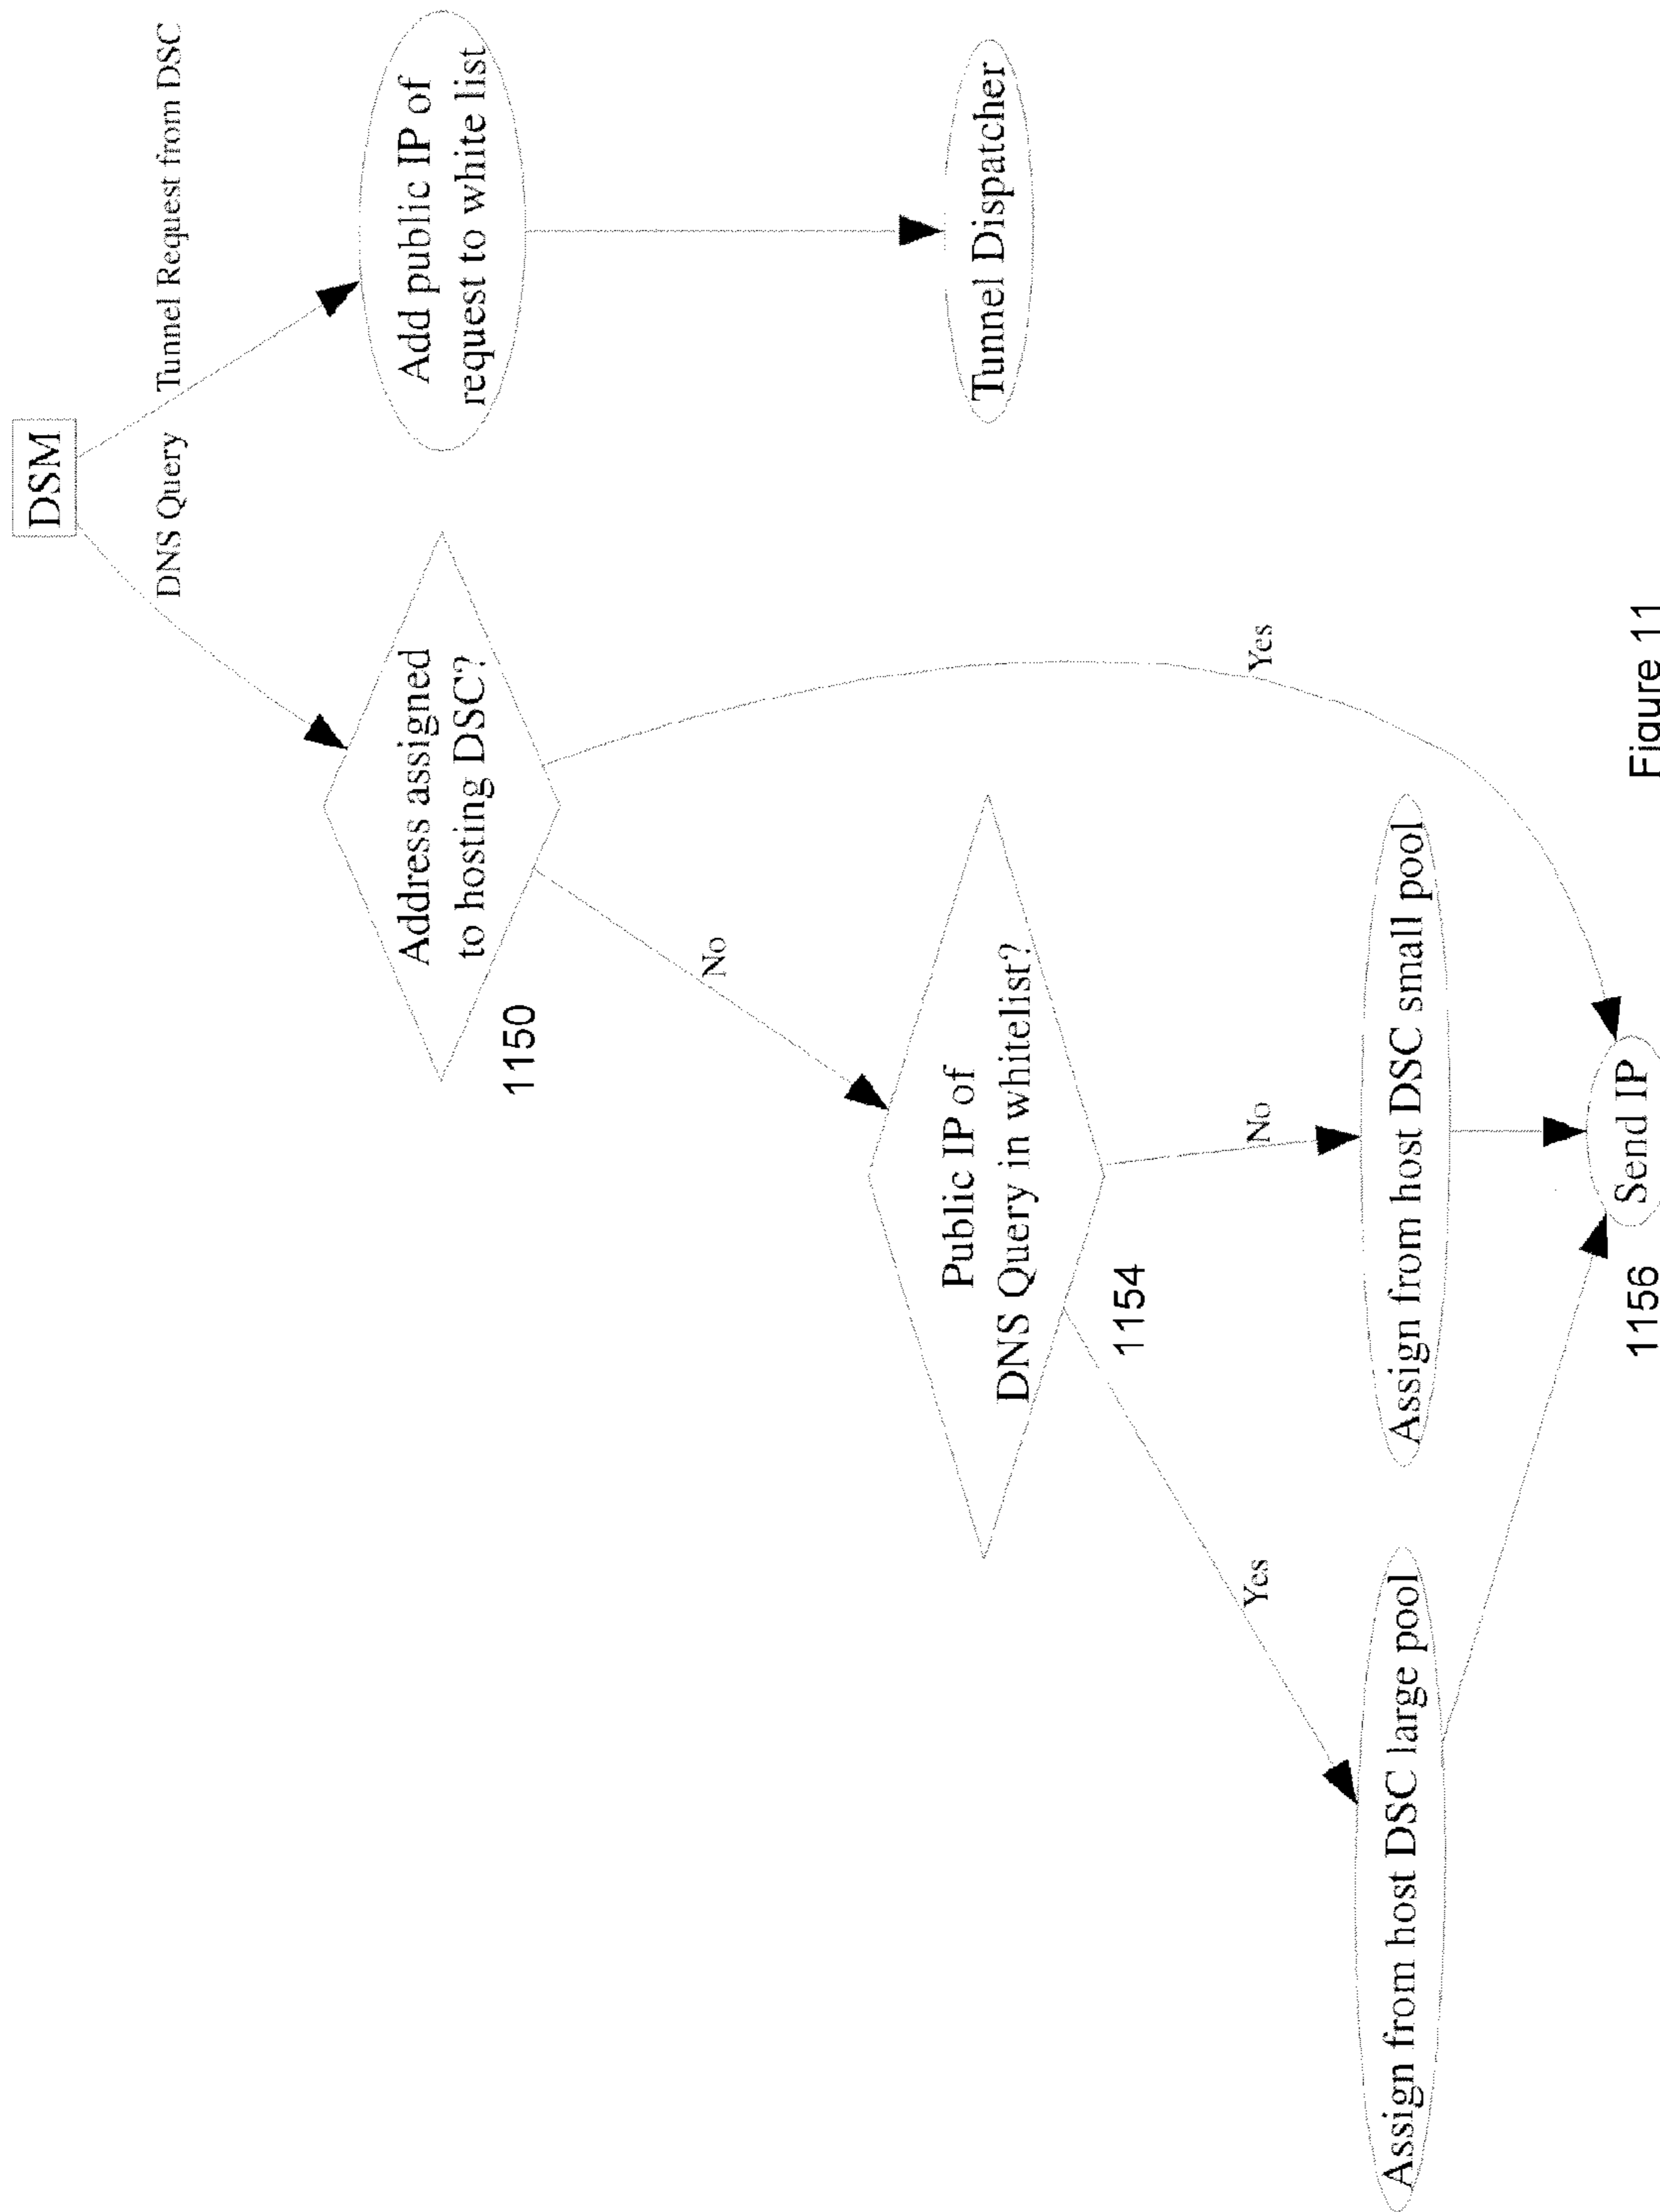 DSM
DNS Query
Tunnel Request from DSC
Address assigned
to hosting DSC?
1150
Add public IP of
request to white list
No
Yes
Public IP of
DNS Query in whitelist?
1154
Tunnel Dispatcher
Yes
No
Assign from host DSC large pool
Assign from host DSC small pool
1156
Send IP
Figure 11